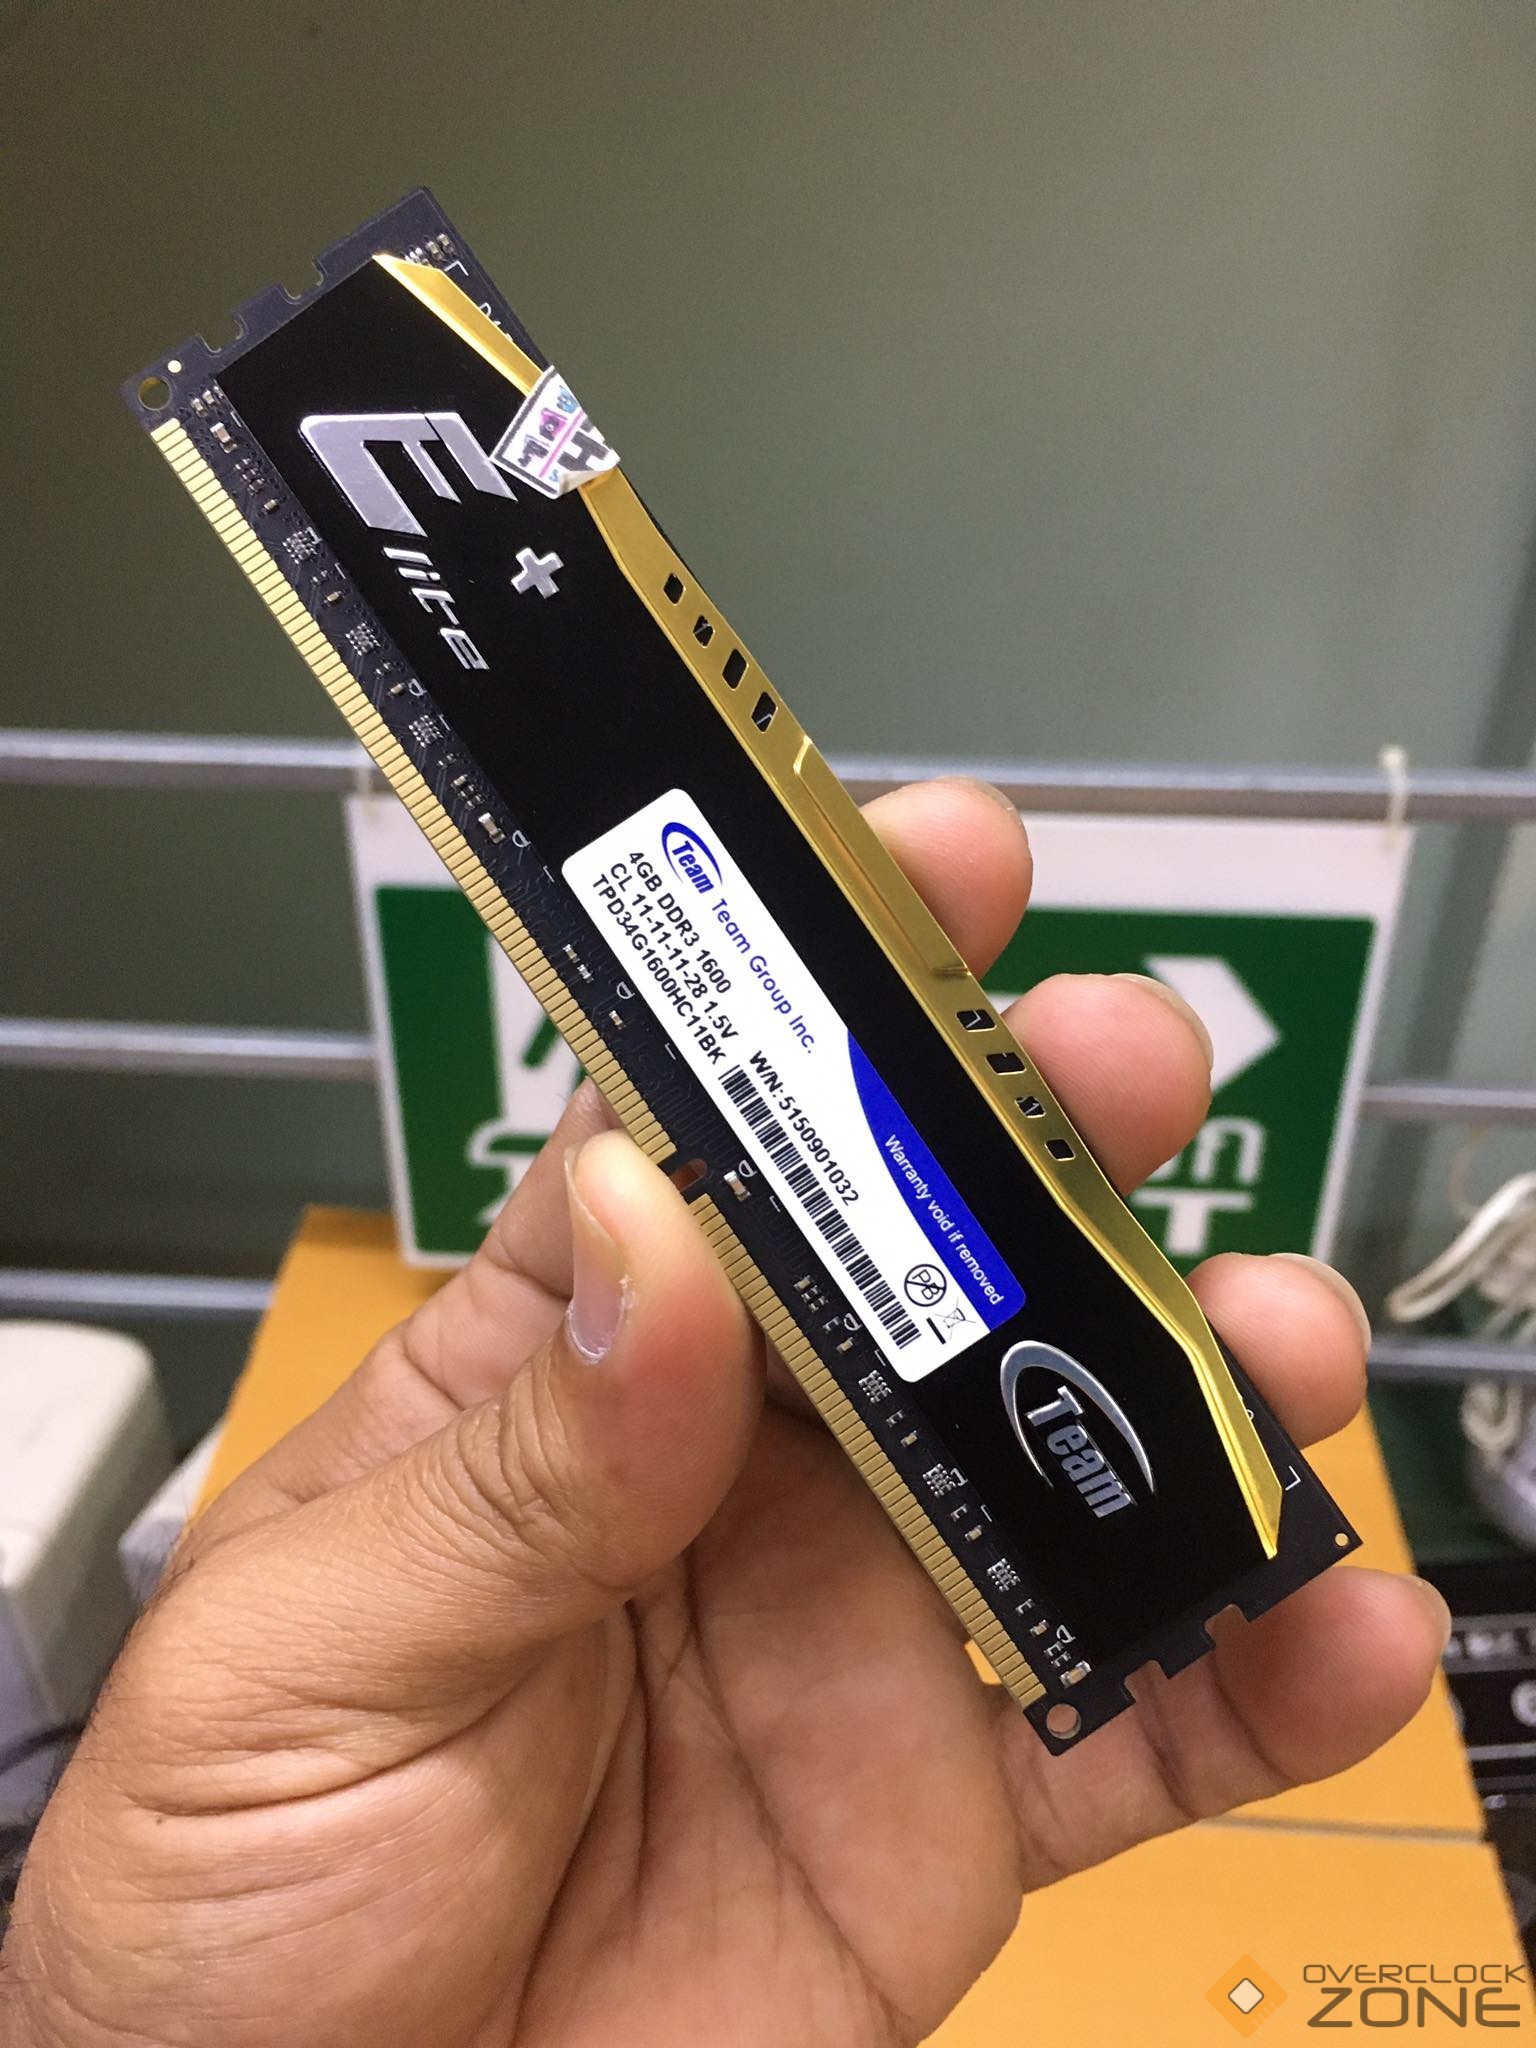 Elite
+
Team Team Group Inc.
4GB DDR3 1600
CL 11-11-11-28 1.5V
TPD34G1600HC11BK
W/N:5150901032
Warranty void if removed
PB
Team
OVERCLOCK
ZONE